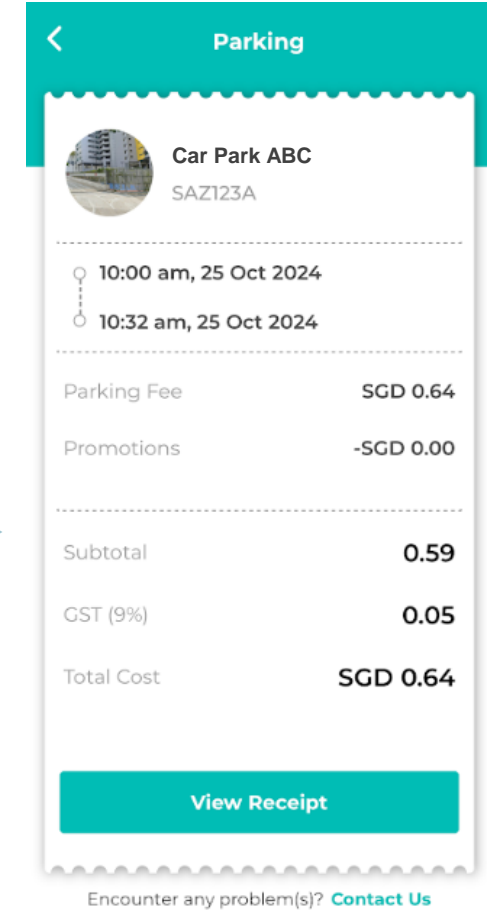 Parking
Car Park ABC
SAZ123A
10:00 am, 25 Oct 2024
10:32 am, 25 Oct 2024
Parking Fee SGD 0.64
Promotions -SGD 0.00
Subtotal 0.59
GST (9%) 0.05
Total Cost SGD 0.64
View Receipt
Encounter any problem(s)? Contact Us